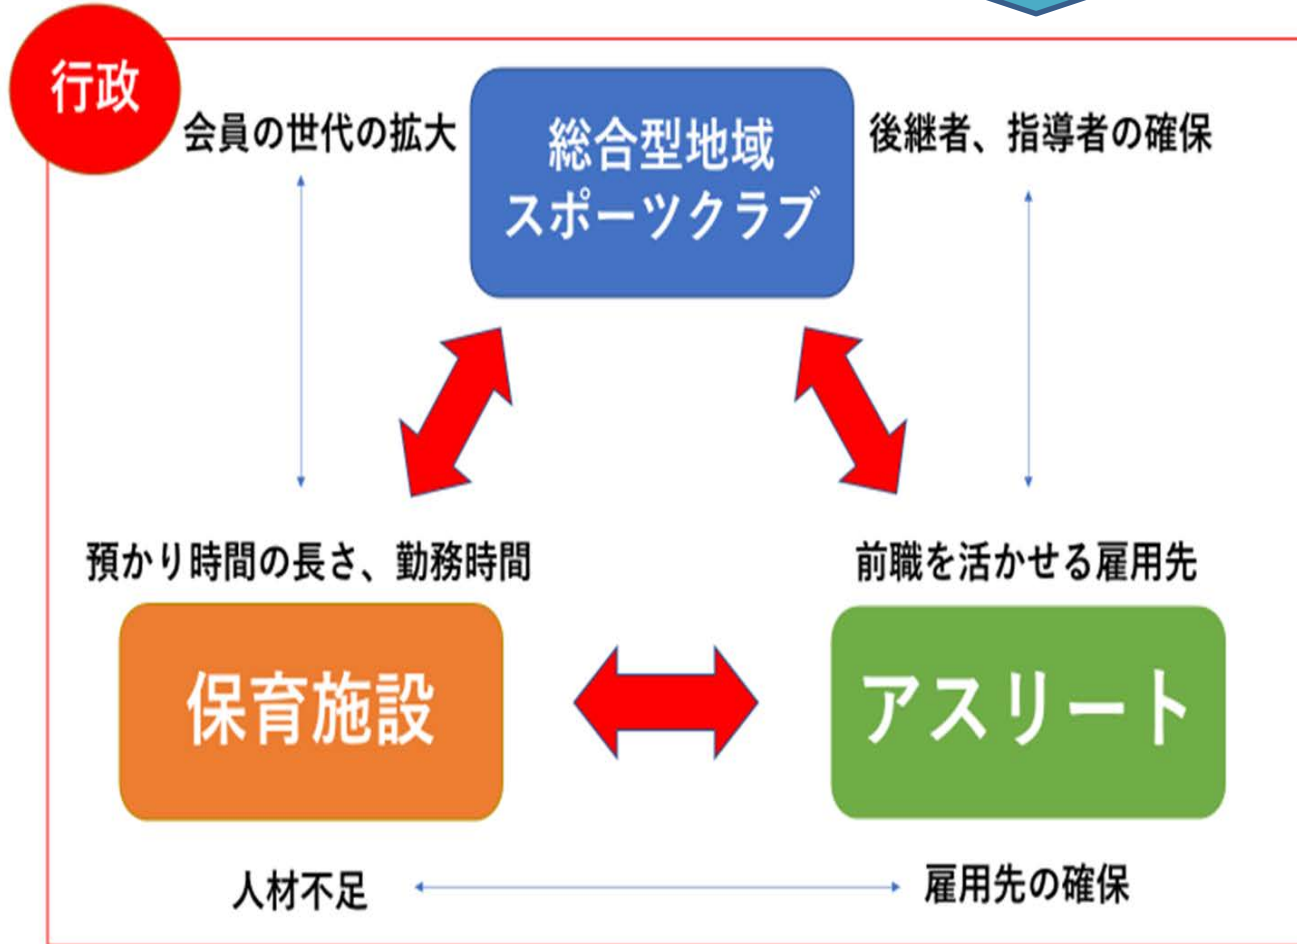 行政
会員の世代の拡大
総合型地域
スポーツクラブ
後継者、指導者の確保
預かり時間の長さ、勤務時間
前職を活かせる雇用先
保育施設
アスリート
人材不足
雇用先の確保